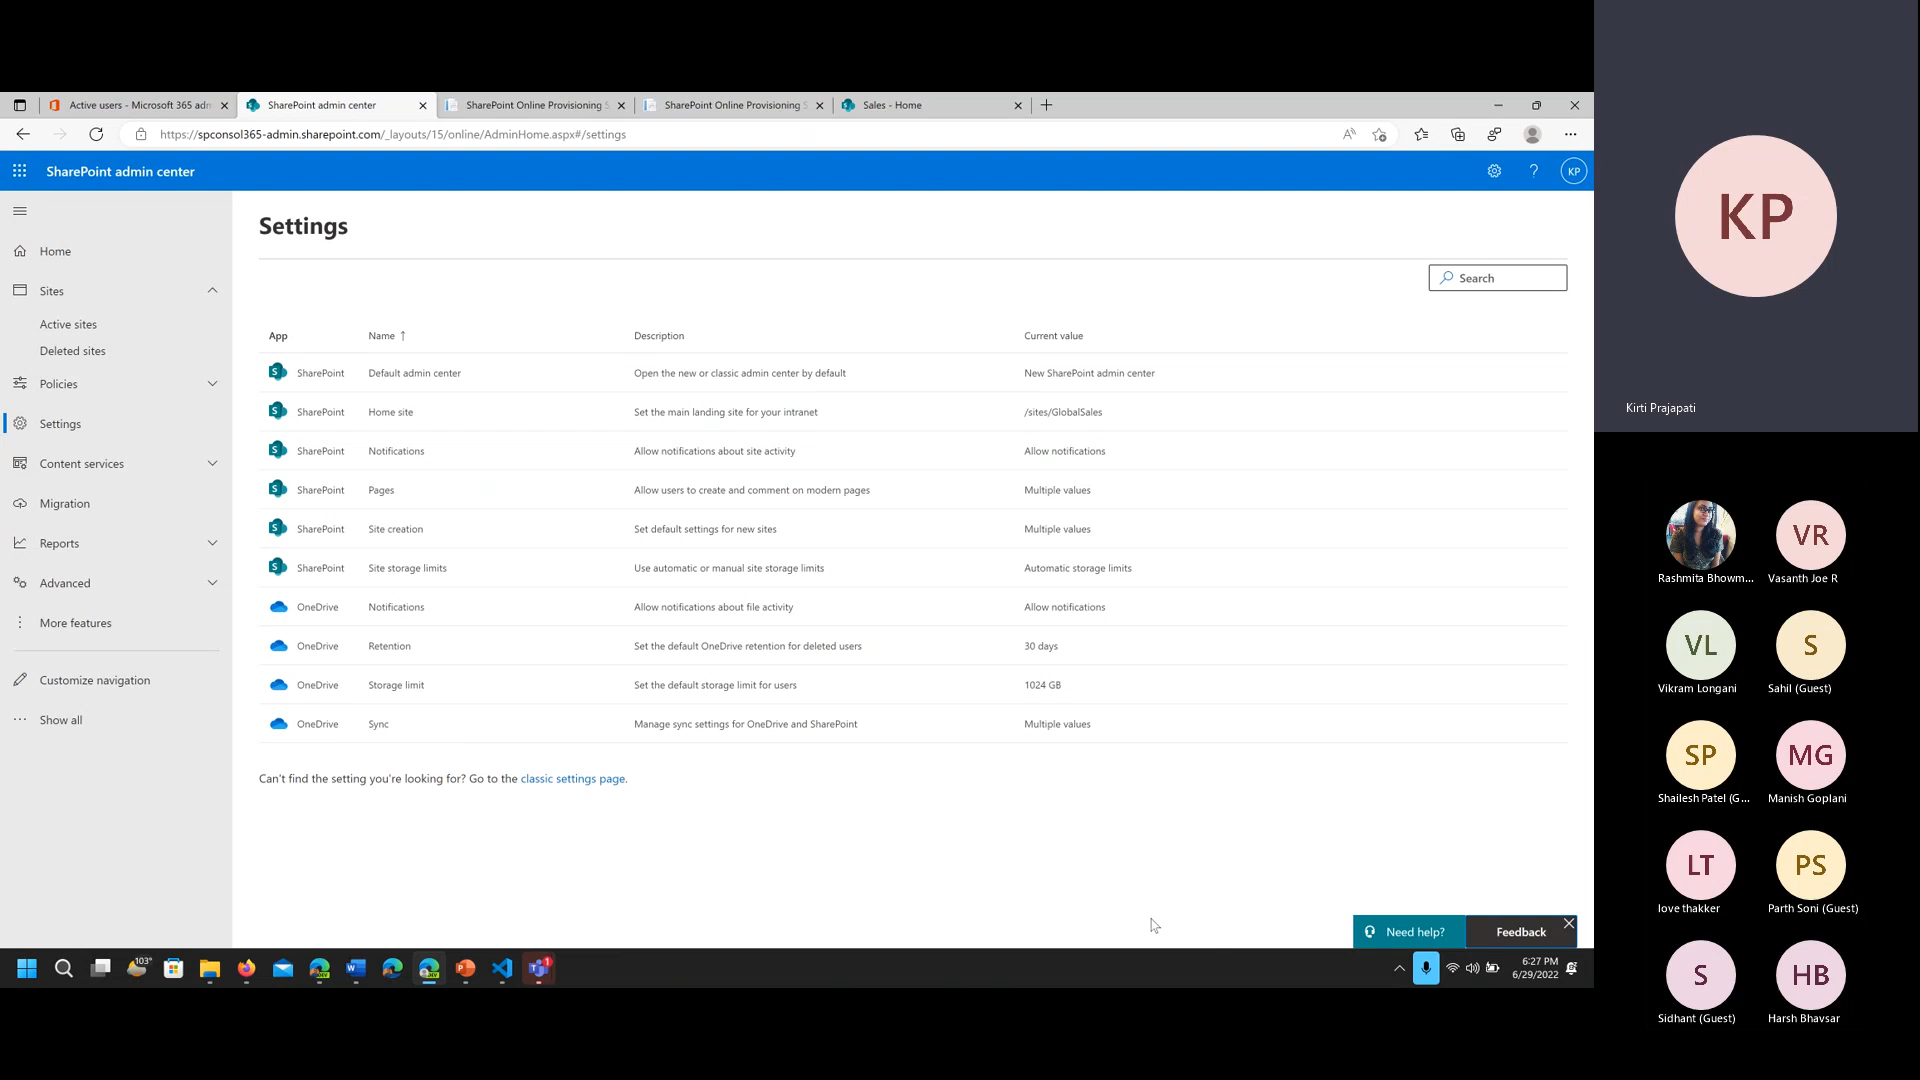 Active users - Microsoft 365 adm
SharePoint admin center
SharePoint Online Provisioning S
SharePoint Online Provisioning S
Sales - Home
https://spconsol365-admin.sharepoint.com/_layouts/15/online/AdminHome.aspx#/settings
SharePoint admin center
KP
Home
Sites
Active sites
Deleted sites
Policies
Settings
Content services
Migration
Reports
Advanced
More features
Customize navigation
Show all
Settings
Search
App Name ↑ Description Current value
SharePoint Default admin center Open the new or classic admin center by default New SharePoint admin center
SharePoint Home site Set the main landing site for your intranet /sites/GlobalSales
SharePoint Notifications Allow notifications about site activity Allow notifications
SharePoint Pages Allow users to create and comment on modern pages Multiple values
SharePoint Site creation Set default settings for new sites Multiple values
SharePoint Site storage limits Use automatic or manual site storage limits Automatic storage limits
OneDrive Notifications Allow notifications about file activity Allow notifications
OneDrive Retention Set the default OneDrive retention for deleted users 30 days
OneDrive Storage limit Set the default storage limit for users 1024 GB
OneDrive Sync Manage sync settings for OneDrive and SharePoint Multiple values
Can't find the setting you're looking for? Go to the classic settings page.
Need help?
Feedback
103°
1
6:27 PM
6/29/2022
KP
Kirti Prajapati
VR
Rashmita Bhowm... Vasanth Joe R
VL S
Vikram Longani Sahil (Guest)
SP MG
Shailesh Patel (G... Manish Goplani
LT PS
love thakker Parth Soni (Guest)
S HB
Sidhant (Guest) Harsh Bhavsar